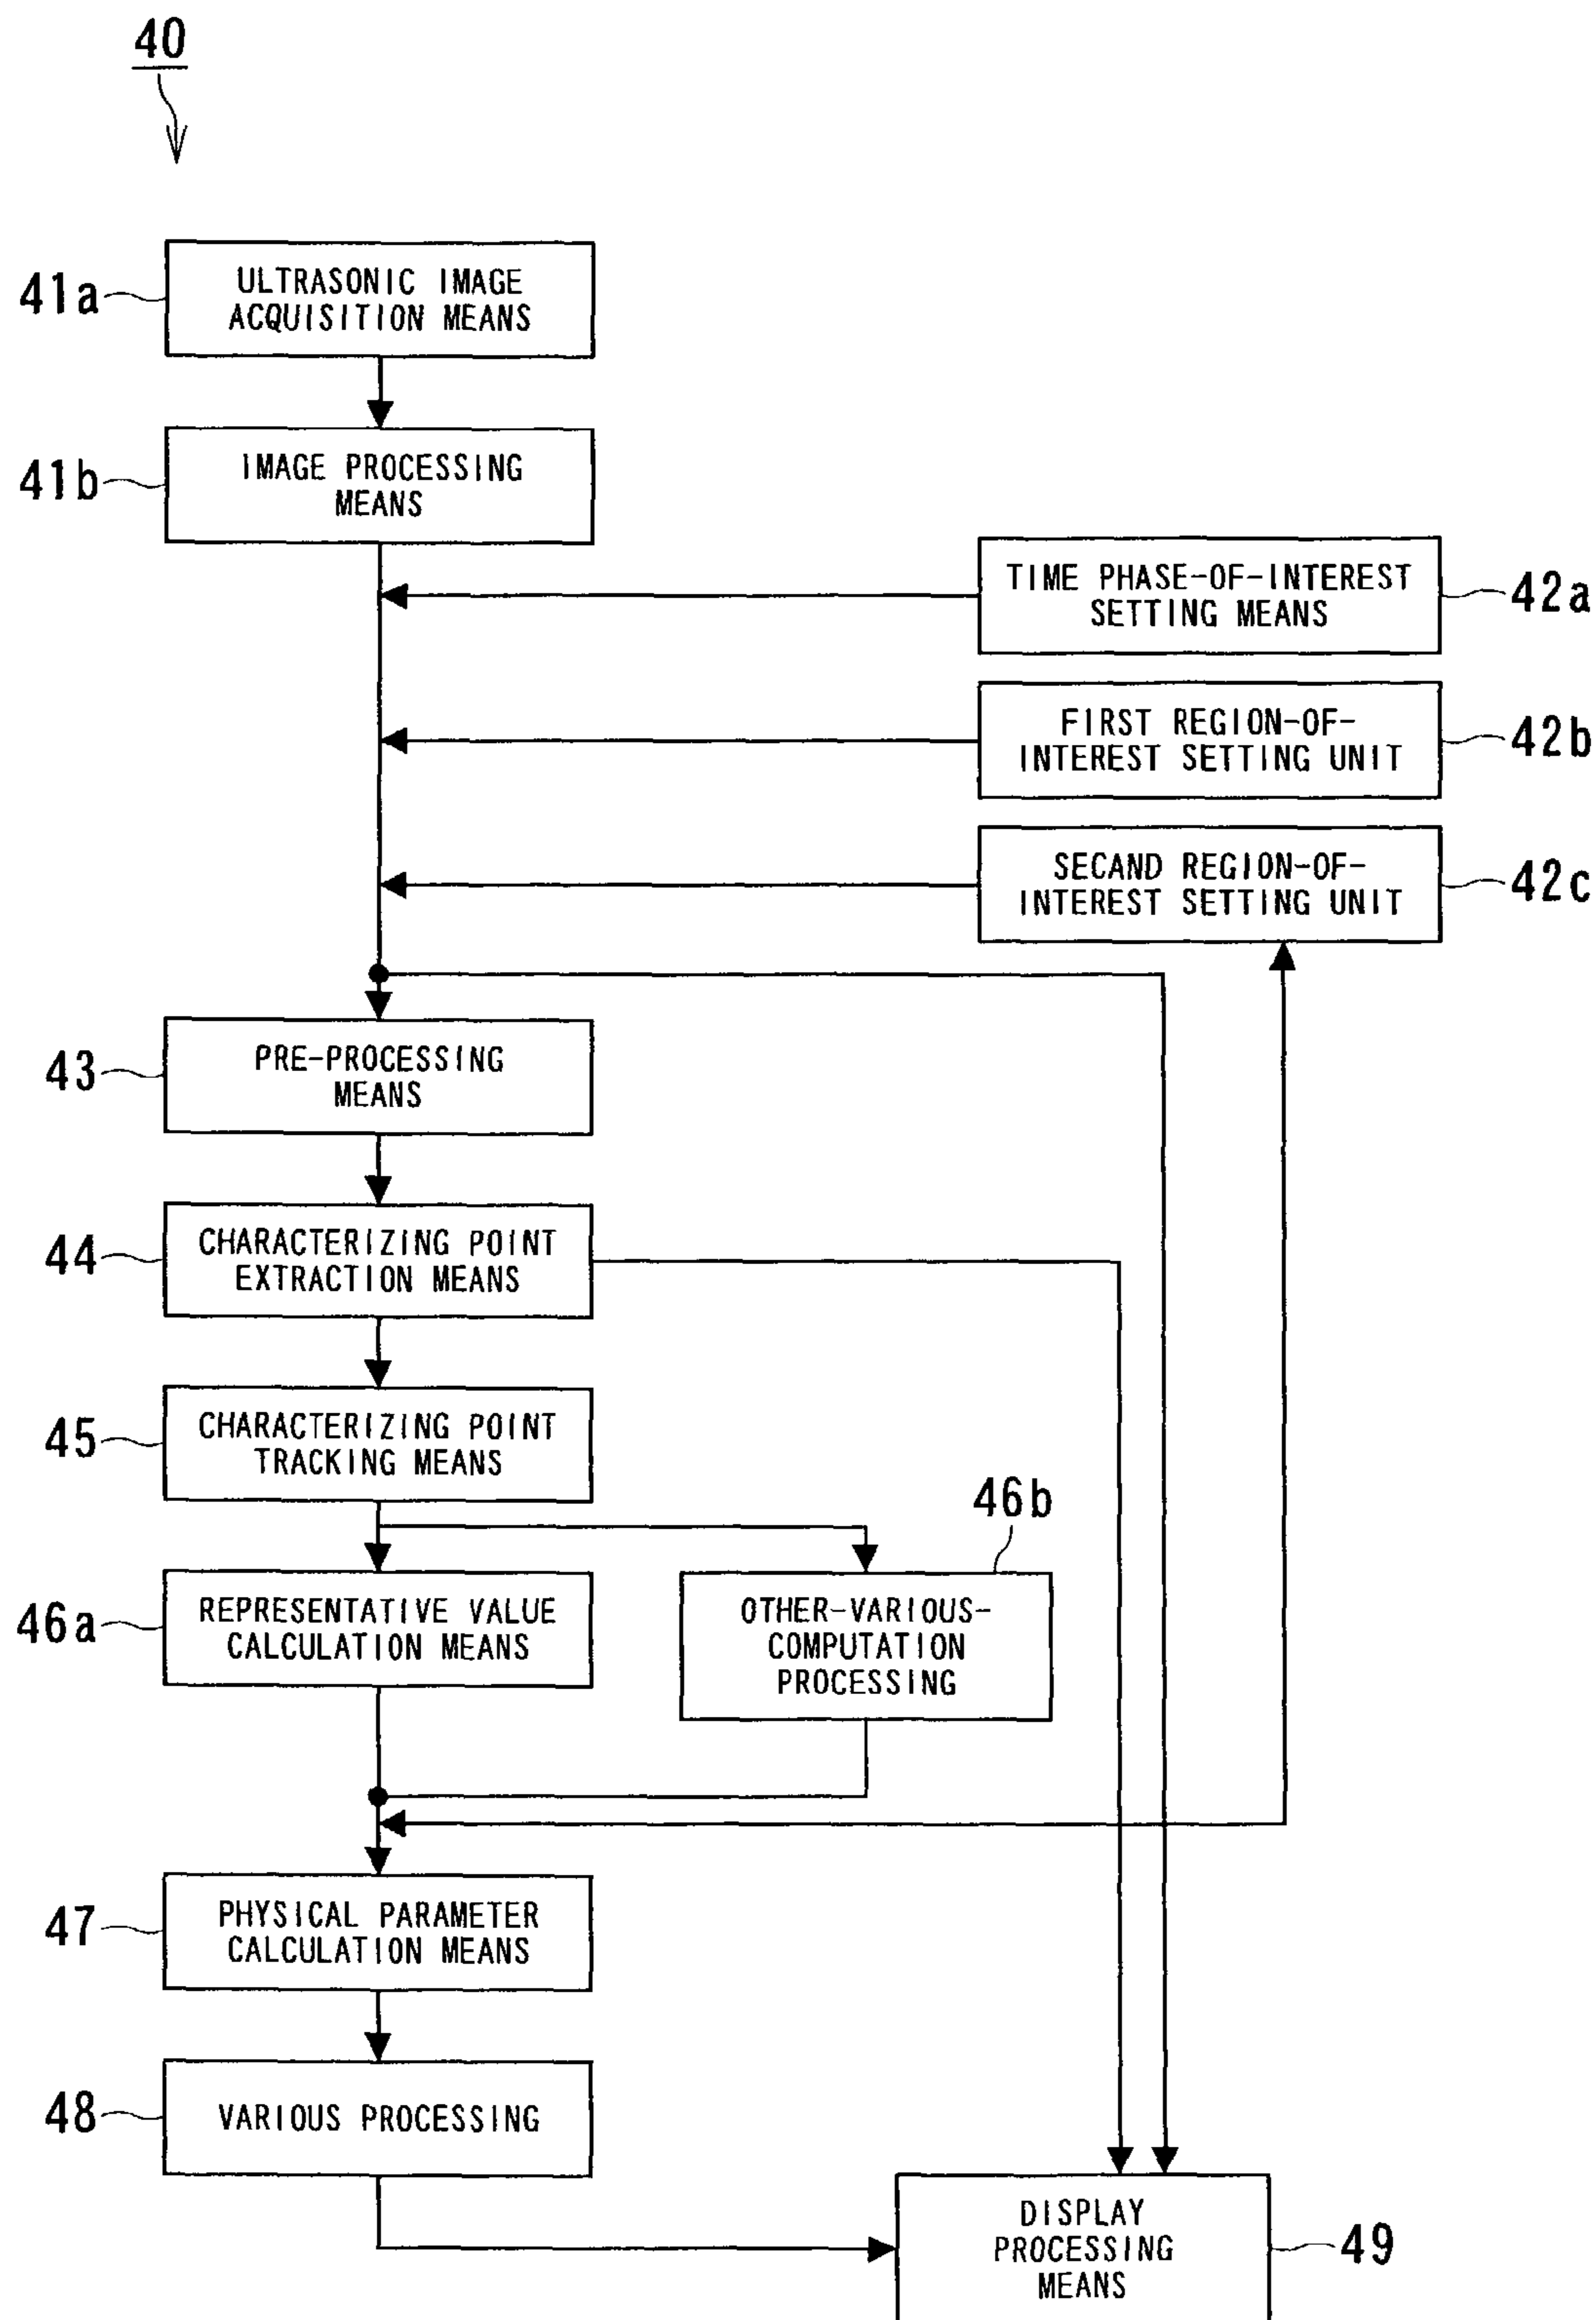 40
41a
ULTRASONIC IMAGE
ACQUISITION MEANS
41b
IMAGE PROCESSING
MEANS
TIME PHASE-OF-INTEREST
SETTING MEANS
42a
FIRST REGION-OF-
INTEREST SETTING UNIT
42b
SECAND REGION-OF-
INTEREST SETTING UNIT
42c
43
PRE-PROCESSING
MEANS
44
CHARACTERIZING POINT
EXTRACTION MEANS
45
CHARACTERIZING POINT
TRACKING MEANS
46b
46a
REPRESENTATIVE VALUE
CALCULATION MEANS
OTHER-VARIOUS-
COMPUTATION
PROCESSING
47
PHYSICAL PARAMETER
CALCULATION MEANS
48
VARIOUS PROCESSING
DISPLAY
PROCESSING
MEANS
49